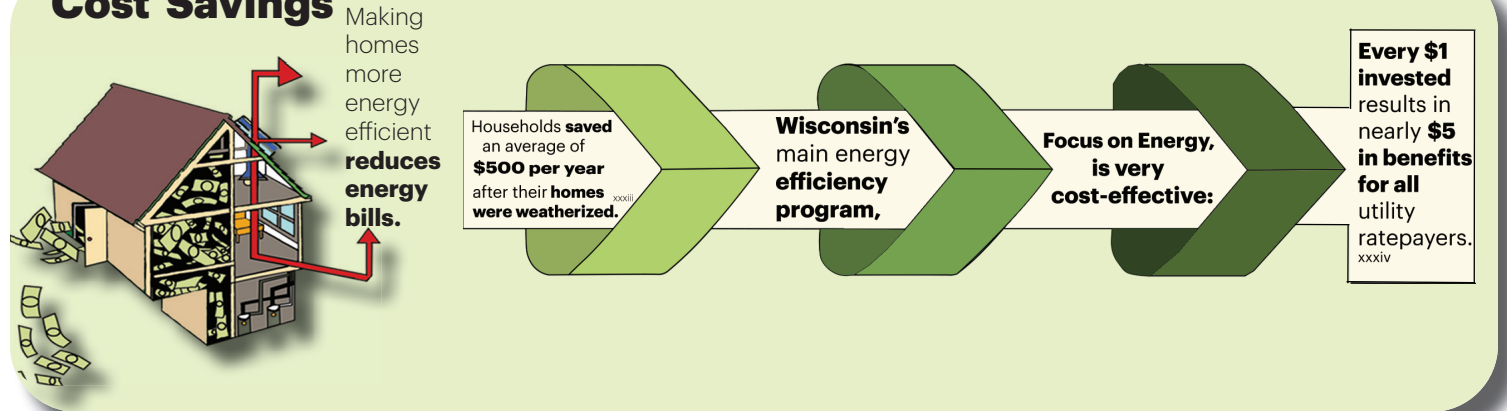 Cost Savings
Making
homes
more
energy
efficient
reduces
energy
bills.
Households saved
an average of
$500 per year
after their homes
were weatherized. xxxiii
Wisconsin's
main energy
efficiency
program,
Focus on Energy,
is very
cost-effective:
Every $1
invested
results in
nearly $5
in benefits
for all
utility
ratepayers.
xxxiv